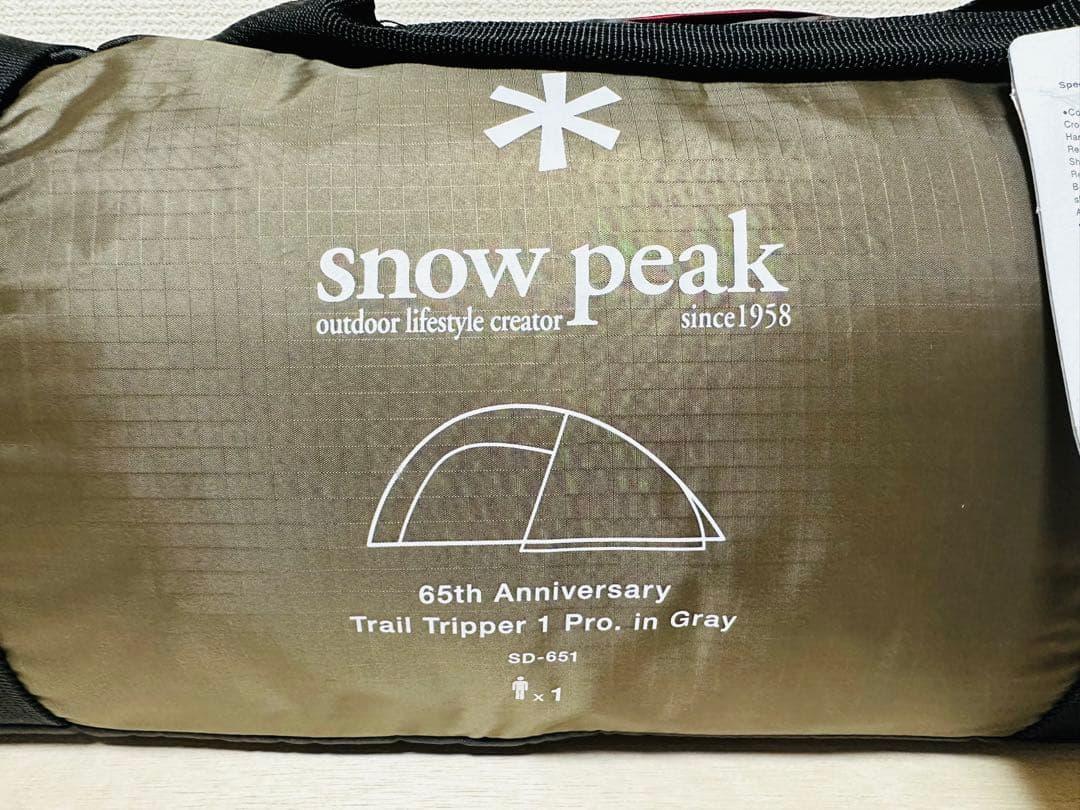 snow peak
outdoor lifestyle creator since1958
65th Anniversary
Trail Tripper 1 Pro. in Gray
SD-651
x 1